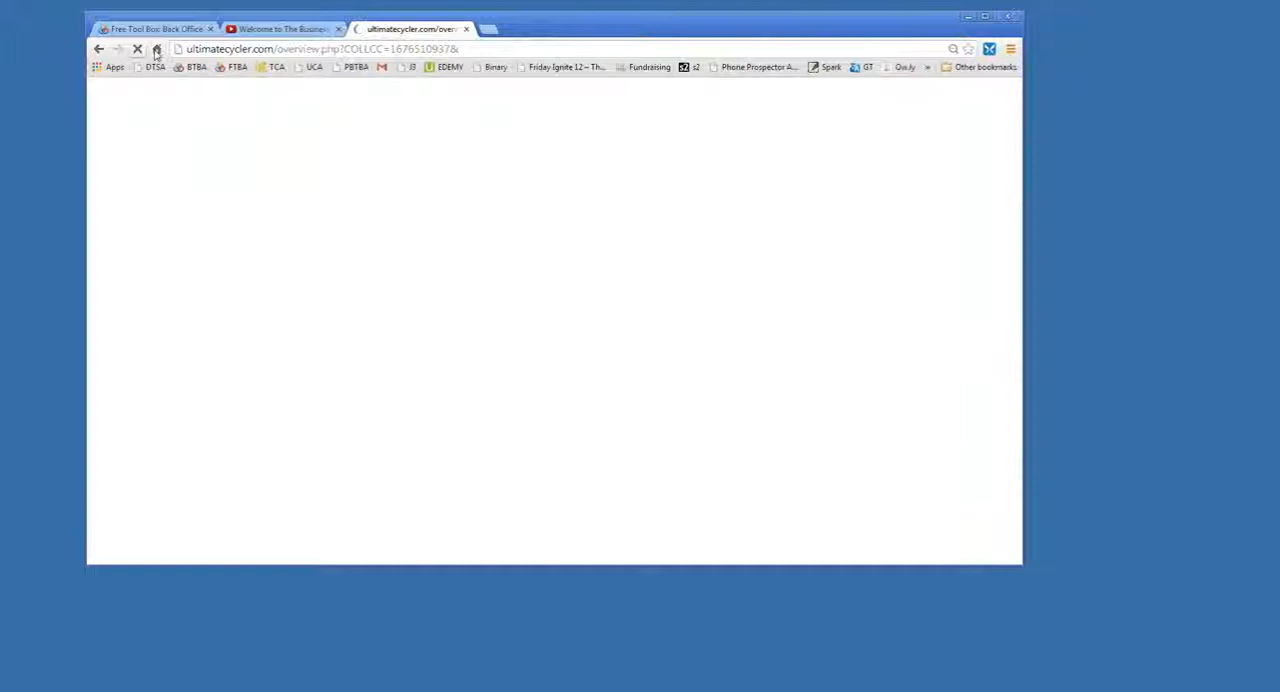 Free Tool Box: Back Office
Welcome to The Busines
ultimatecycler.com/over
ultimatecycler.com/overview.php?COLLCC=1676510937&
Apps DTSA BTBA FTBA TCA UCA PBTBA J3 EDEMY Binary Friday Ignite 12 – Th... Fundraising s2 Phone Prospector A... Spark GT Ow.ly » Other bookmarks